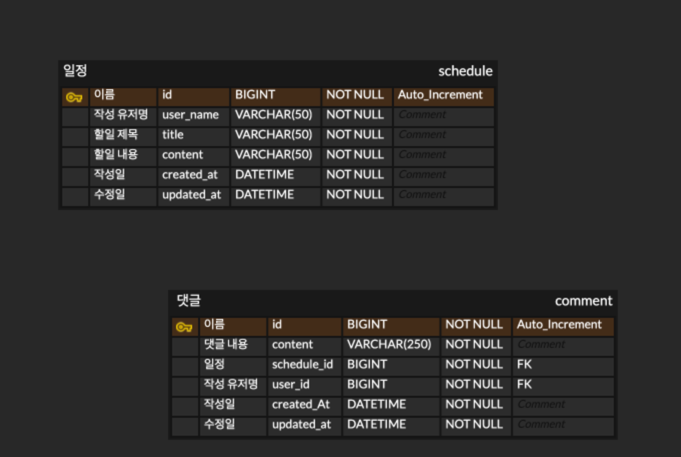 일정 schedule
이름 id BIGINT NOT NULL Auto_Increment
작성 유저명 user_name VARCHAR(50) NOT NULL Comment
할일 제목 title VARCHAR(50) NOT NULL Comment
할일 내용 content VARCHAR(50) NOT NULL Comment
작성일 created_at DATETIME NOT NULL Comment
수정일 updated_at DATETIME NOT NULL Comment
댓글 comment
이름 id BIGINT NOT NULL Auto_Increment
댓글 내용 content VARCHAR(250) NOT NULL Comment
일정 schedule_id BIGINT NOT NULL FK
작성 유저명 user_id BIGINT NOT NULL FK
작성일 created_At DATETIME NOT NULL Comment
수정일 updated_at DATETIME NOT NULL Comment